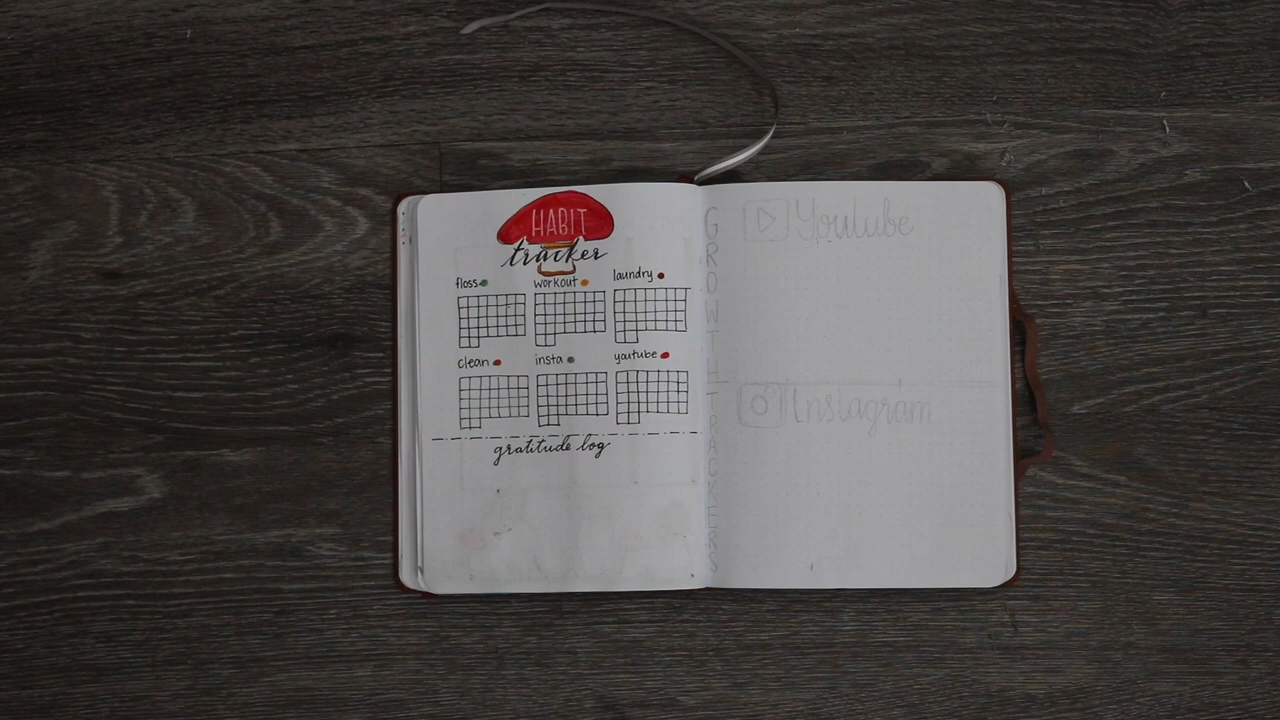 HABIT
tracker
floss workout laundry
clean insta youtube
gratitude log
GROWTH TRACKERS
Youtube
Instagram